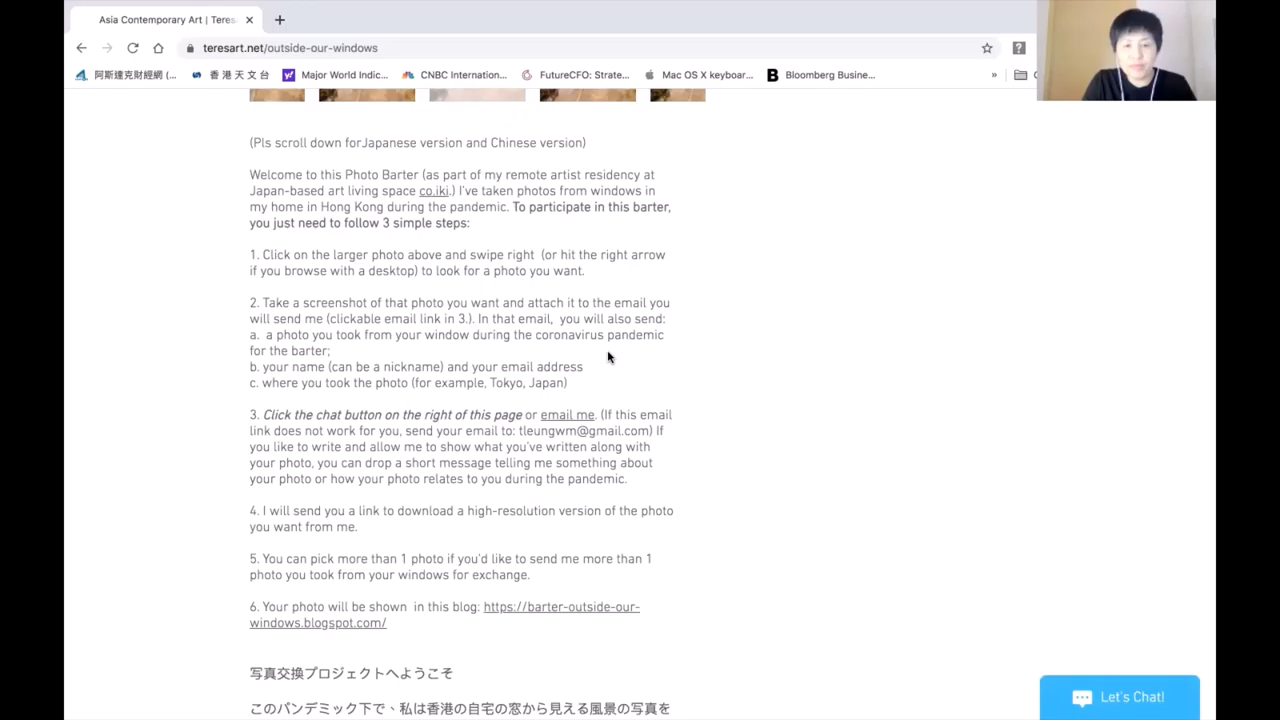 Asia Contemporary Art | Teres
teresart.net/outside-our-windows
阿斯達克財經網 (...
香 港 天 文 台
Major World Indic...
CNBC Internation...
FutureCFO: Strate...
Mac OS X keyboar...
Bloomberg Busine...
»
(Pls scroll down forJapanese version and Chinese version)
Welcome to this Photo Barter (as part of my remote artist residency at
Japan-based art living space co.iki.) I've taken photos from windows in
my home in Hong Kong during the pandemic. To participate in this barter,
you just need to follow 3 simple steps:
1. Click on the larger photo above and swipe right (or hit the right arrow
if you browse with a desktop) to look for a photo you want.
2. Take a screenshot of that photo you want and attach it to the email you
will send me (clickable email link in 3.). In that email, you will also send:
a. a photo you took from your window during the coronavirus pandemic
for the barter;
b. your name (can be a nickname) and your email address
c. where you took the photo (for example, Tokyo, Japan)
3. Click the chat button on the right of this page or email me. (If this email
link does not work for you, send your email to: tleungwm@gmail.com) If
you like to write and allow me to show what you've written along with
your photo, you can drop a short message telling me something about
your photo or how your photo relates to you during the pandemic.
4. I will send you a link to download a high-resolution version of the photo
you want from me.
5. You can pick more than 1 photo if you'd like to send me more than 1
photo you took from your windows for exchange.
6. Your photo will be shown in this blog: https://barter-outside-our-
windows.blogspot.com/
写真交換プロジェクトへようこそ
このパンデミック下で、私は香港の自宅の窓から見える風景の写真を
Let's Chat!